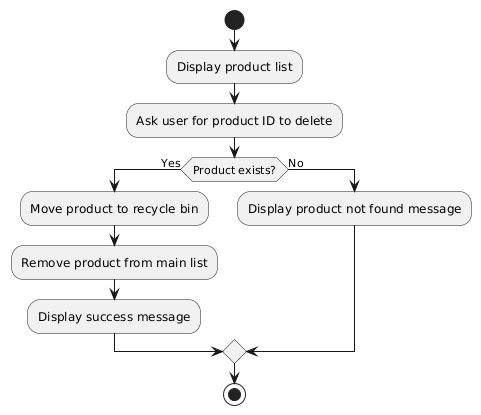 Display product list
Ask user for product ID to delete
Yes
Product exists?
No
Move product to recycle bin
Display product not found message
Remove product from main list
Display success message